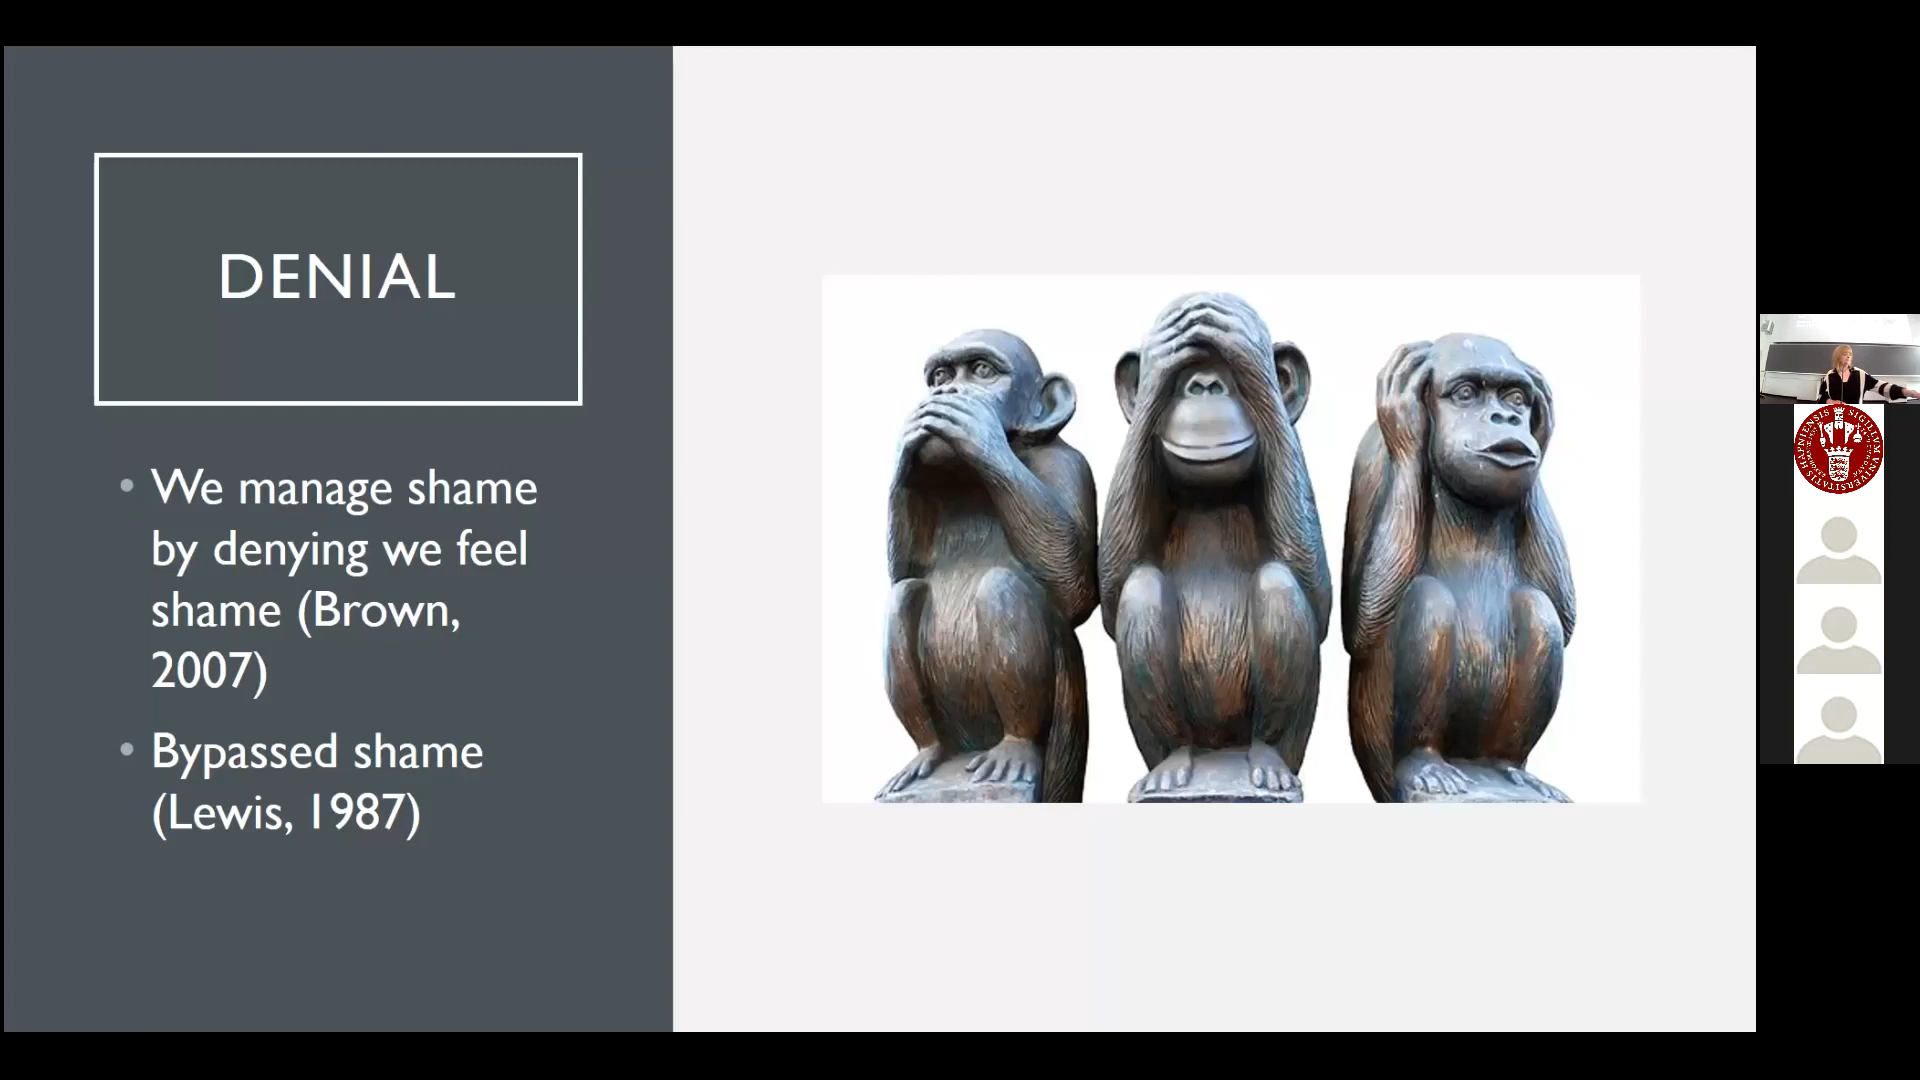 DENIAL
• We manage shame
by denying we feel
shame (Brown,
2007)
• Bypassed shame
(Lewis, 1987)